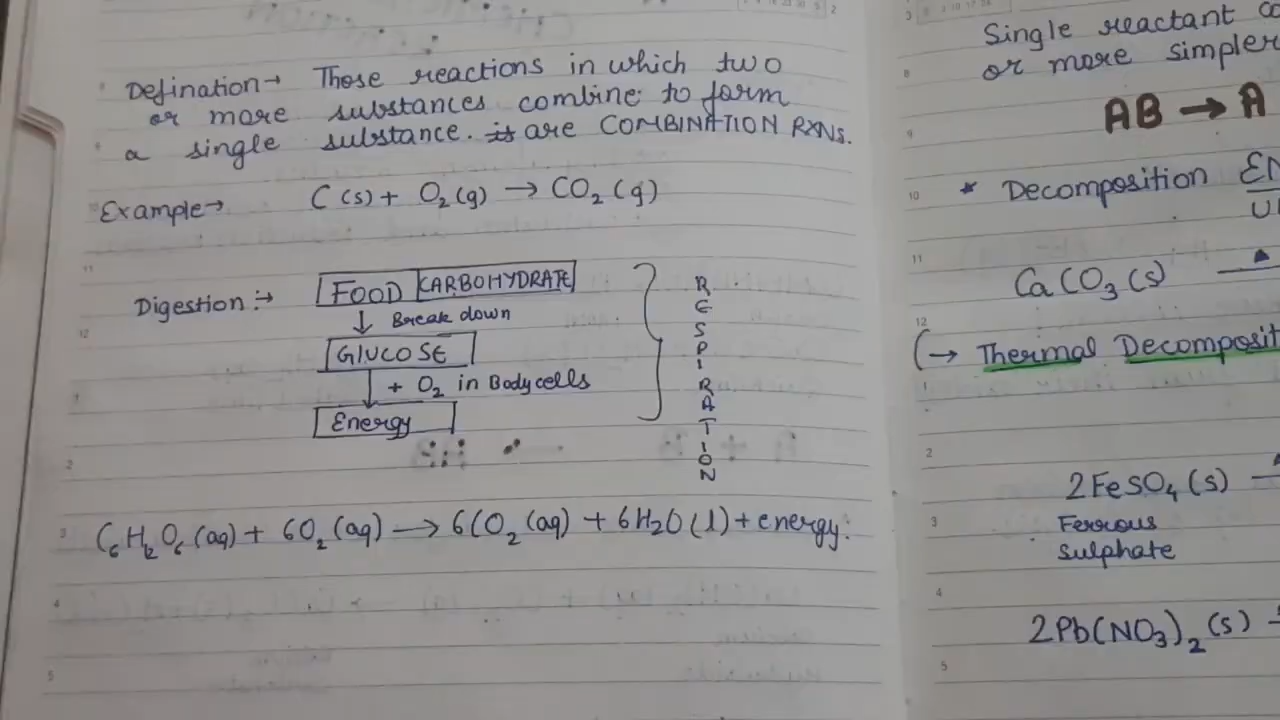 Defination → Those reactions in which two
or more substances combine to form
a single substance. is are COMBINATION RXNS.
Example → C (s) + O₂ (g) → CO₂ (g)
Digestion :→ FOOD CARBOHYDRATE
↓ Break down
GLUCOSE
+ O₂ in Body cells
Energy
RESPIRATION
C₆H₁₂O₆ (aq) + 6O₂ (aq) → 6CO₂ (aq) + 6H₂O (l) + energy.
Single reactant
or more simpler
AB → A
* Decomposition
CaCO₃ (s)
(→ Thermal Decomposit
2FeSO₄ (s) —
Ferrous
sulphate
2Pb(NO₃)₂ (s) -